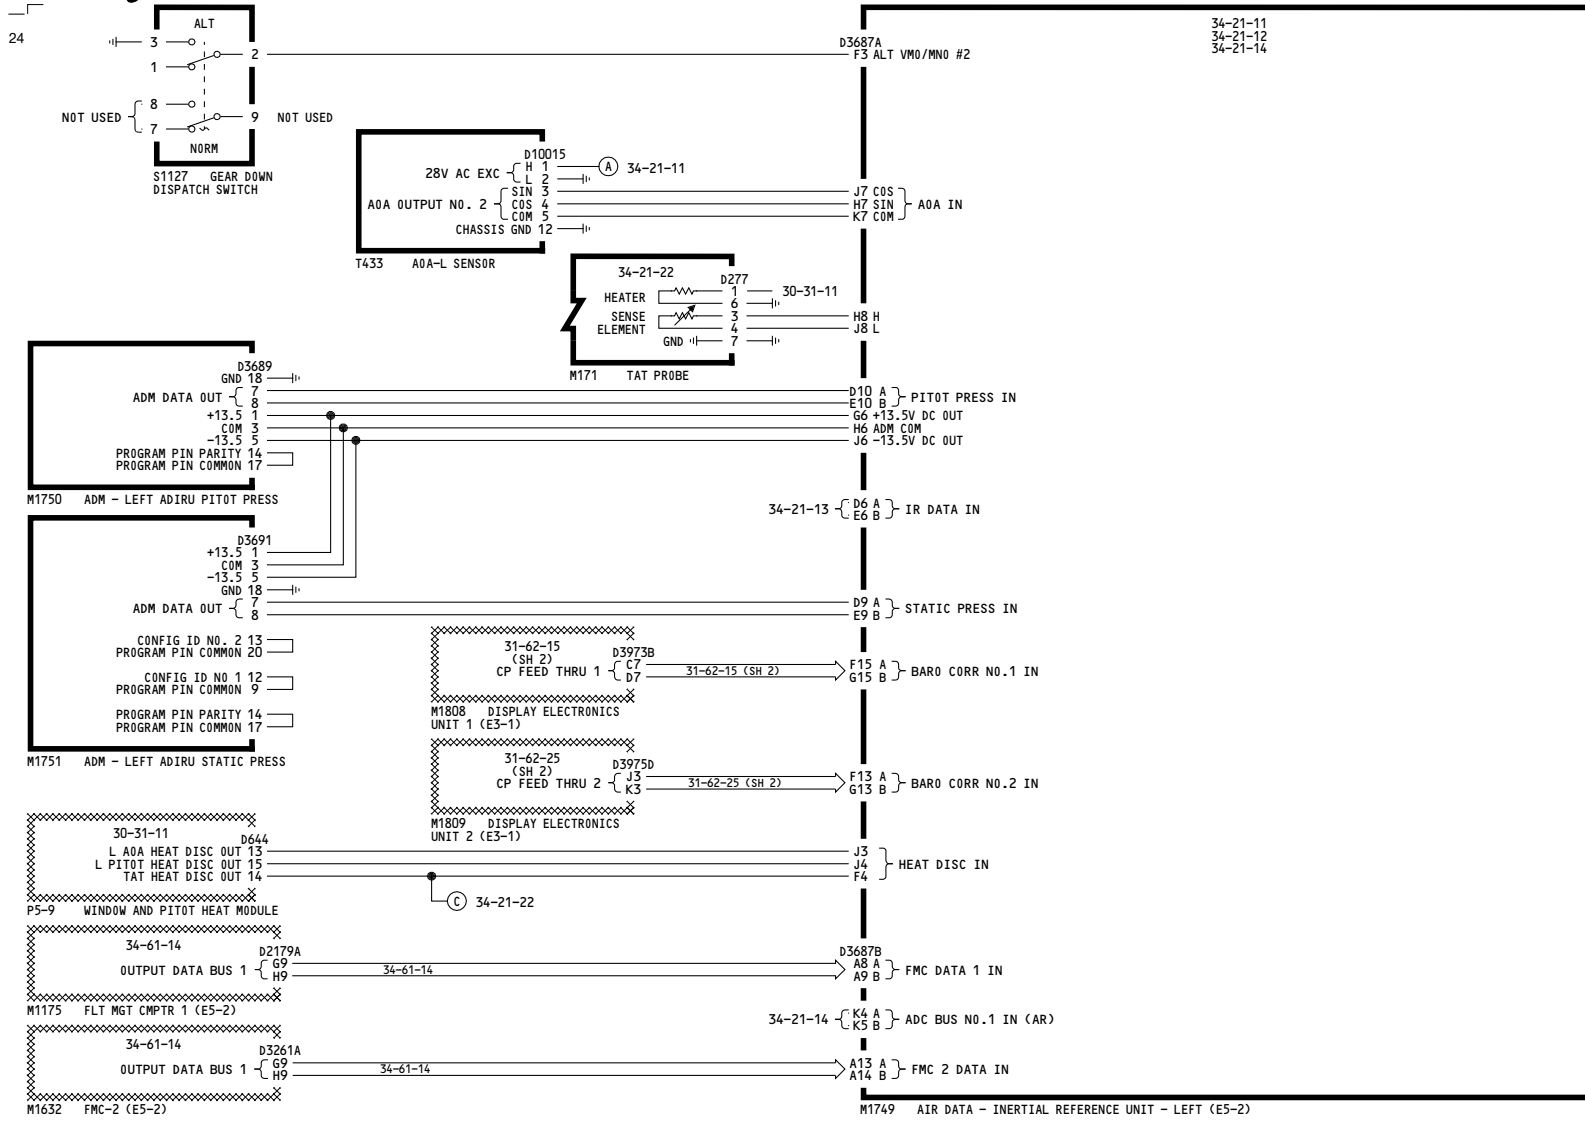 24
ALT
3
2
1
8
NOT USED
9 NOT USED
7
NORM
S1127 GEAR DOWN
DISPATCH SWITCH
34-21-11
34-21-12
34-21-14
D3687A
F3 ALT VMO/MNO #2
D10015
28V AC EXC H 1
L 2
A 34-21-11
AOA OUTPUT NO. 2 SIN 3
COS 4
COM 5
CHASSIS GND 12
T433 AOA-L SENSOR
J7 COS
H7 SIN AOA IN
K7 COM
34-21-22
D277
HEATER 1 30-31-11
6
SENSE 3
ELEMENT 4
GND 7
M171 TAT PROBE
H8 H
J8 L
D3689
GND 18
ADM DATA OUT 7
8
+13.5 1
COM 3
-13.5 5
PROGRAM PIN PARITY 14
PROGRAM PIN COMMON 17
M1750 ADM - LEFT ADIRU PITOT PRESS
D10 A PITOT PRESS IN
E10 B
G6 +13.5V DC OUT
H6 ADM COM
J6 -13.5V DC OUT
34-21-13 D6 A IR DATA IN
E6 B
D3691
+13.5 1
COM 3
-13.5 5
GND 18
ADM DATA OUT 7
8
CONFIG ID NO. 2 13
PROGRAM PIN COMMON 20
CONFIG ID NO 1 12
PROGRAM PIN COMMON 9
PROGRAM PIN PARITY 14
PROGRAM PIN COMMON 17
M1751 ADM - LEFT ADIRU STATIC PRESS
D9 A STATIC PRESS IN
E9 B
31-62-15
(SH 2)
D3973B
CP FEED THRU 1 C7
D7
31-62-15 (SH 2)
M1808 DISPLAY ELECTRONICS
UNIT 1 (E3-1)
F15 A BARO CORR NO.1 IN
G15 B
31-62-25
(SH 2)
D3975D
CP FEED THRU 2 J3
K3
31-62-25 (SH 2)
M1809 DISPLAY ELECTRONICS
UNIT 2 (E3-1)
F13 A BARO CORR NO.2 IN
G13 B
30-31-11
D644
L AOA HEAT DISC OUT 13
L PITOT HEAT DISC OUT 15
TAT HEAT DISC OUT 14
P5-9 WINDOW AND PITOT HEAT MODULE
C 34-21-22
J3
J4 HEAT DISC IN
F4
34-61-14
D2179A
OUTPUT DATA BUS 1 G9
H9
34-61-14
M1175 FLT MGT CMPTR 1 (E5-2)
D3687B
A8 A FMC DATA 1 IN
A9 B
34-21-14 K4 A ADC BUS NO.1 IN (AR)
K5 B
34-61-14
D3261A
OUTPUT DATA BUS 1 G9
H9
34-61-14
M1632 FMC-2 (E5-2)
A13 A FMC 2 DATA IN
A14 B
M1749 AIR DATA - INERTIAL REFERENCE UNIT - LEFT (E5-2)